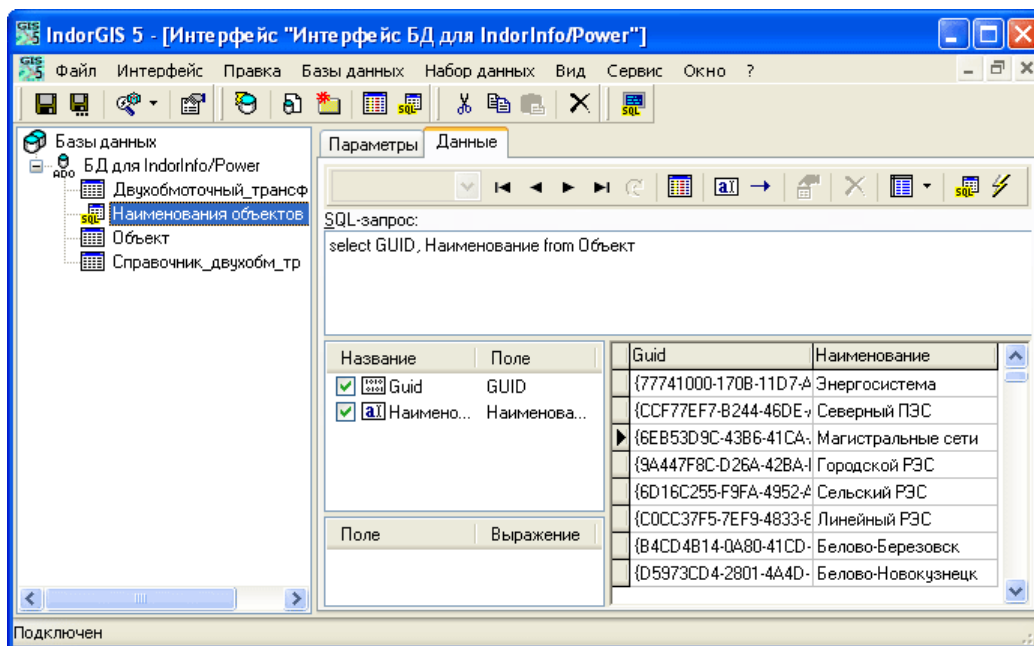 IndorGIS 5 - [Интерфейс "Интерфейс БД для IndorInfo/Power"]
Файл Интерфейс Правка Базы данных Набор данных Вид Сервис Окно ?
Базы данных
БД для IndorInfo/Power
Двухобмоточный_трансф
Наименования объектов
Объект
Справочник_двухобм_тр
Параметры Данные
SQL-запрос:
select GUID, Наименование from Объект
Название Поле
Guid GUID
Наимено... Наименова...
Поле Выражение
Guid Наименование
{77741000-170B-11D7-A Энергосистема
{CCF77EF7-B244-46DE- Северный ПЭС
{6EB53D9C-43B6-41CA- Магистральные сети
{9A447F8C-D26A-42BA- Городской РЭС
{6D16C255-F9FA-4952-A Сельский РЭС
{C0CC37F5-7EF9-4833-8 Линейный РЭС
{B4CD4B14-0A80-41CD- Белово-Березовск
{D5973CD4-2801-4A4D- Белово-Новокузнецк
Подключен